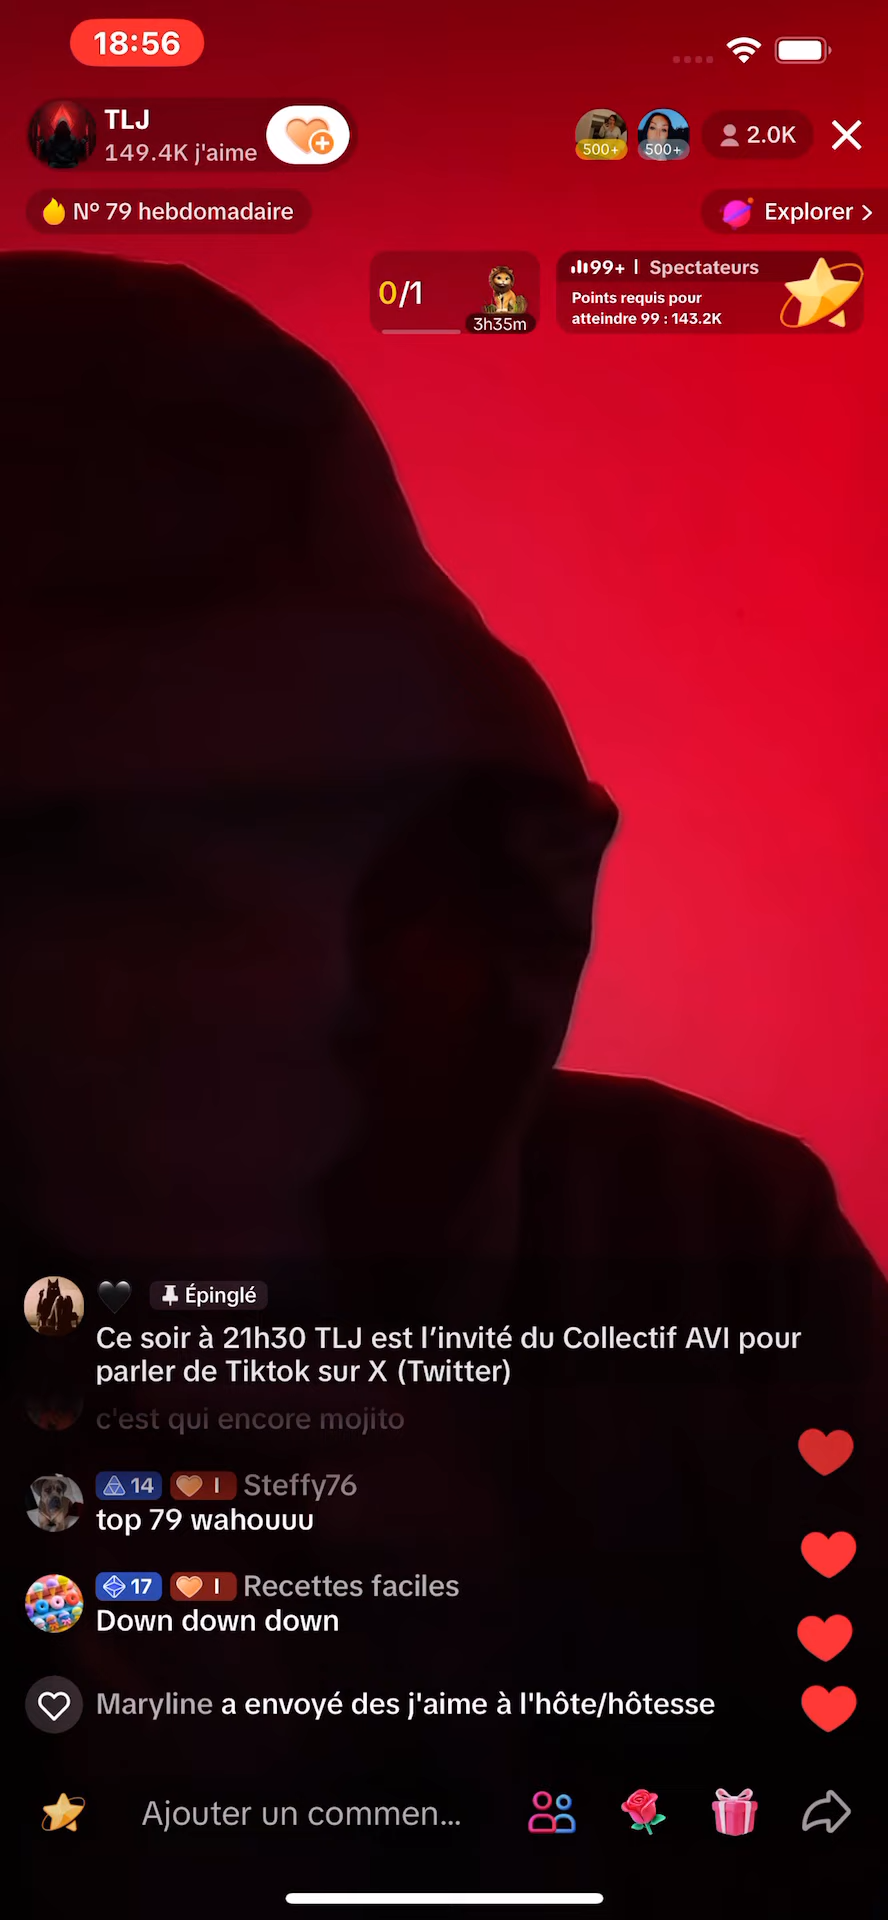 18:56
TLJ
149.4K j'aime
500+
500+
2.0K
N° 79 hebdomadaire
Explorer
0/1
3h35m
99+ | Spectateurs
Points requis pour
atteindre 99 : 143.2K
Épinglé
Ce soir à 21h30 TLJ est l’invité du Collectif AVI pour
parler de Tiktok sur X (Twitter)
c'est qui encore mojito
14 I Steffy76
top 79 wahouuu
17 I Recettes faciles
Down down down
Maryline a envoyé des j'aime à l'hôte/hôtesse
Ajouter un commen...